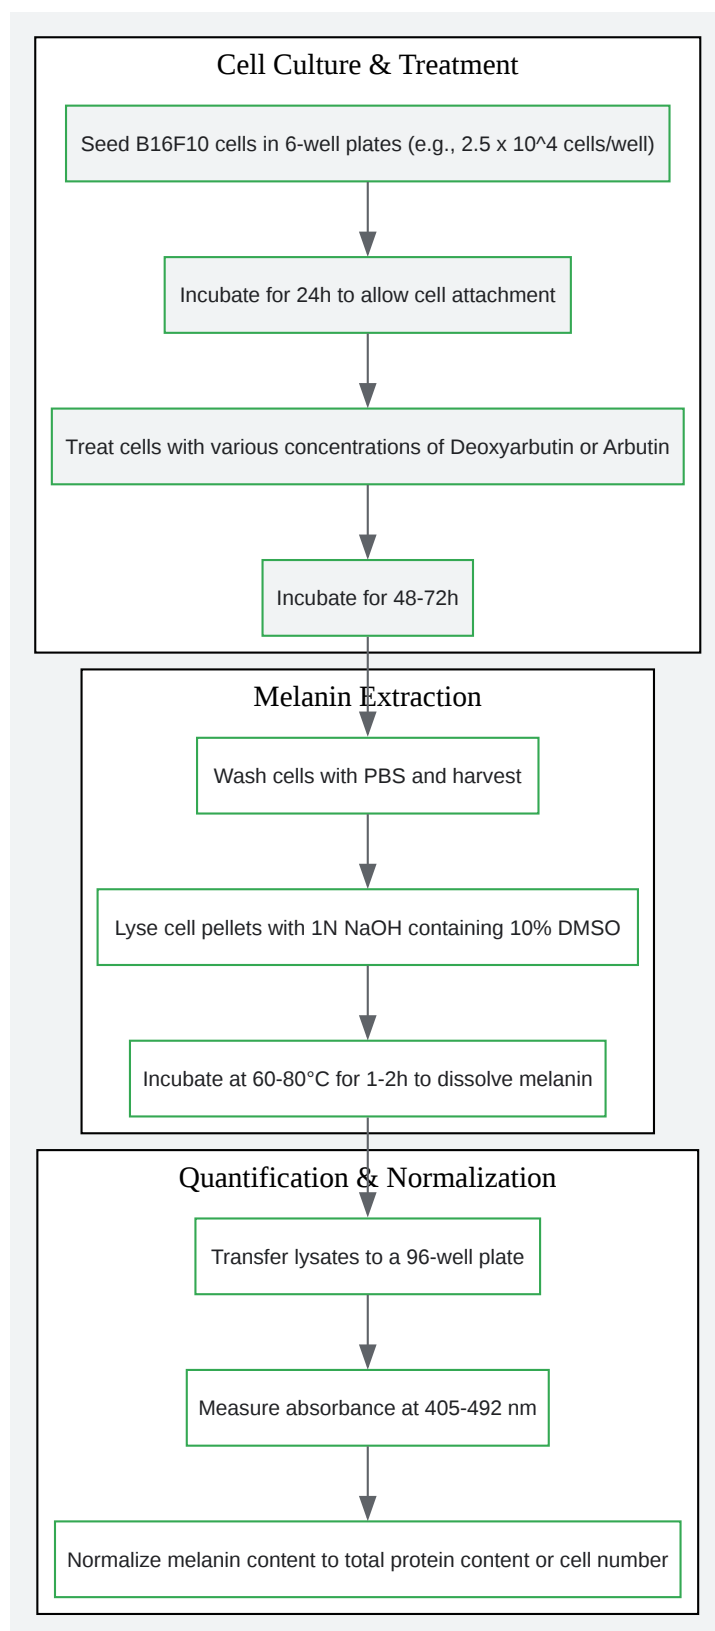 Cell Culture & Treatment
Seed B16F10 cells in 6-well plates (e.g., 2.5 x 10^4 cells/well)
Incubate for 24h to allow cell attachment
Treat cells with various concentrations of Deoxyarbutin or Arbutin
Incubate for 48-72h
Melanin Extraction
Wash cells with PBS and harvest
Lyse cell pellets with 1N NaOH containing 10% DMSO
Incubate at 60-80°C for 1-2h to dissolve melanin
Quantification & Normalization
Transfer lysates to a 96-well plate
Measure absorbance at 405-492 nm
Normalize melanin content to total protein content or cell number